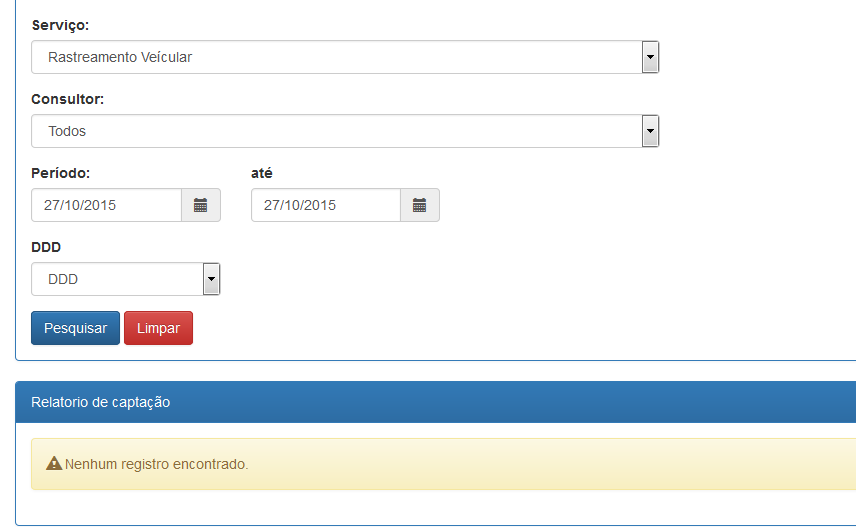 Serviço:
Rastreamento Veícular
Consultor:
Todos
Período: até
27/10/2015 27/10/2015
DDD
DDD
Pesquisar Limpar
Relatorio de captação
Nenhum registro encontrado.